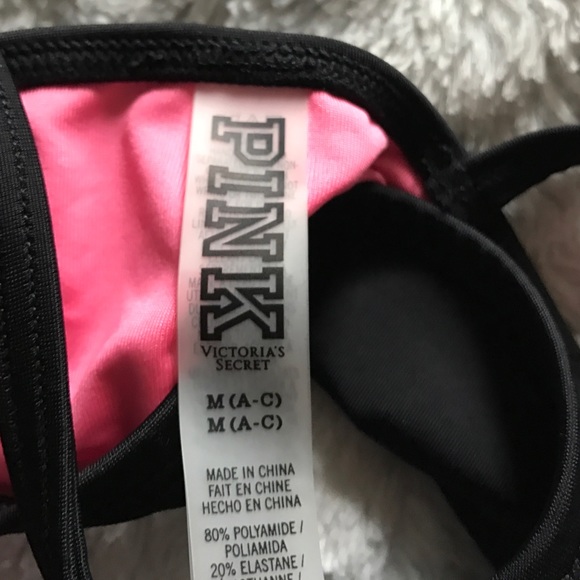 PINK
VICTORIA'S
SECRET
M (A-C)
M (A-C)
MADE IN CHINA
FAIT EN CHINE
HECHO EN CHINA
80% POLYAMIDE /
POLIAMIDA
20% ELASTANE /